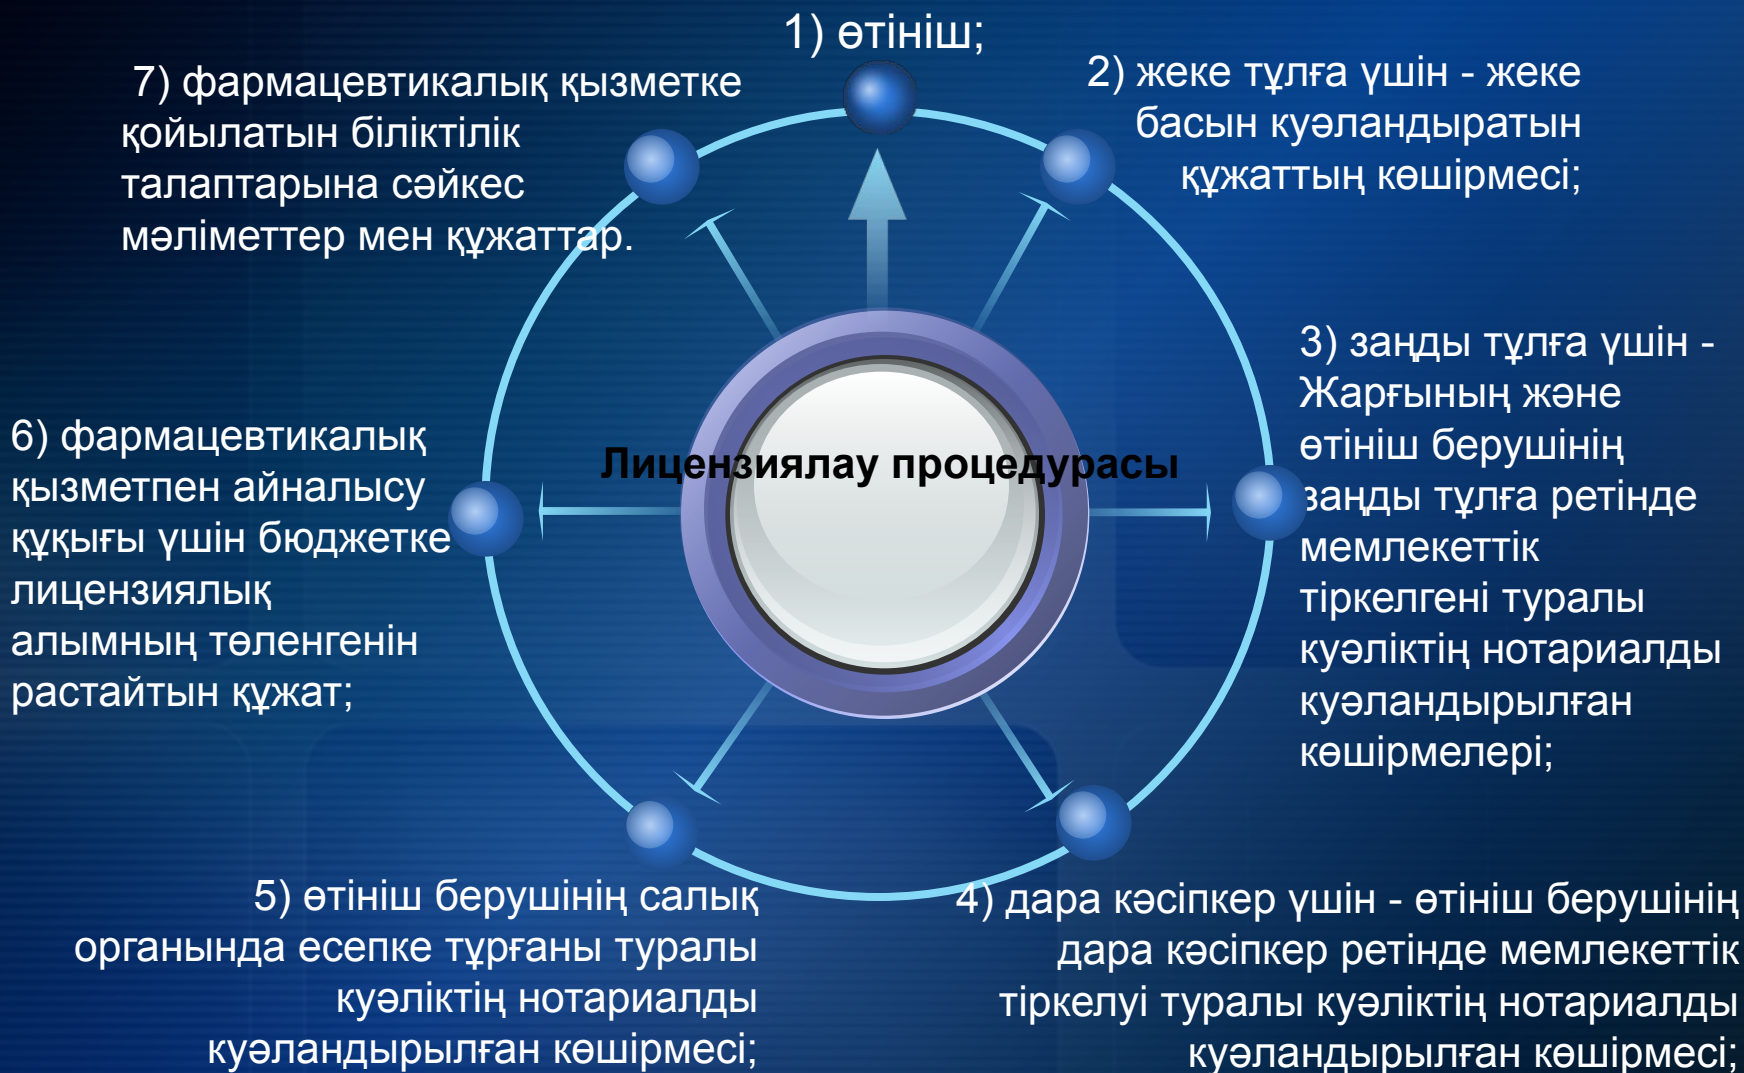 1) өтініш;
2) жеке тұлға үшін - жеке
басын куәландыратын
құжаттың көшірмесі;
3) заңды тұлға үшін -
Жарғының және
өтініш берушінің
заңды тұлға ретінде
мемлекеттік
тіркелгені туралы
куәліктің нотариалды
куәландырылған
көшірмелері;
4) дара кәсіпкер үшін - өтініш берушінің
дара кәсіпкер ретінде мемлекеттік
тіркелуі туралы куәліктің нотариалды
куәландырылған көшірмесі;
5) өтініш берушінің салық
органында есепке тұрғаны туралы
куәліктің нотариалды
куәландырылған көшірмесі;
6) фармацевтикалық
қызметпен айналысу
құқығы үшін бюджетке
лицензиялық
алымның төленгенін
растайтын құжат;
7) фармацевтикалық қызметке
қойылатын біліктілік
талаптарына сәйкес
мәліметтер мен құжаттар.
Лицензиялау процедурасы